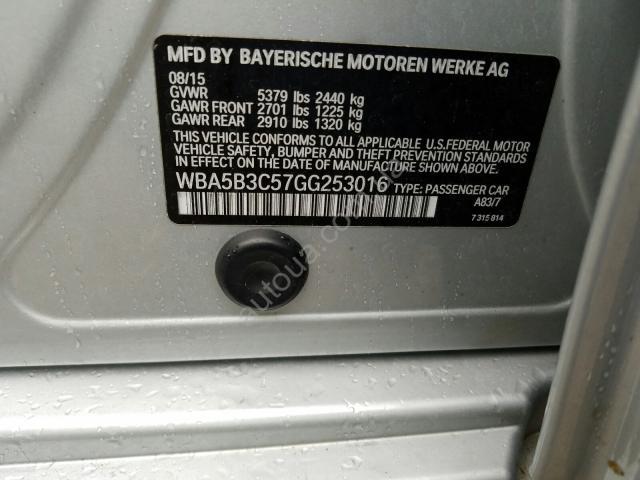 MFD BY BAYERISCHE MOTOREN WERKE AG
08/15
GVWR 5379 lbs 2440 kg
GAWR FRONT 2701 lbs 1225 kg
GAWR REAR 2910 lbs 1320 kg
THIS VEHICLE CONFORMS TO ALL APPLICABLE U.S.FEDERAL MOTOR
VEHICLE SAFETY, BUMPER AND THEFT PREVENTION STANDARDS IN
EFFECT ON THE DATE OF MANUFACTURE SHOWN ABOVE.
WBA5B3C57GG253016 TYPE: PASSENGER CAR
A83/7
7 315 814